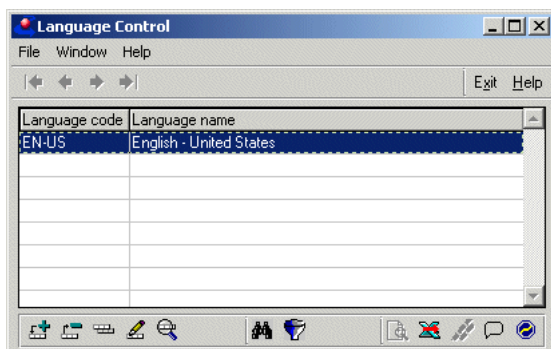 Language Control
File Window Help
Exit Help
Language code Language name
EN-US English - United States